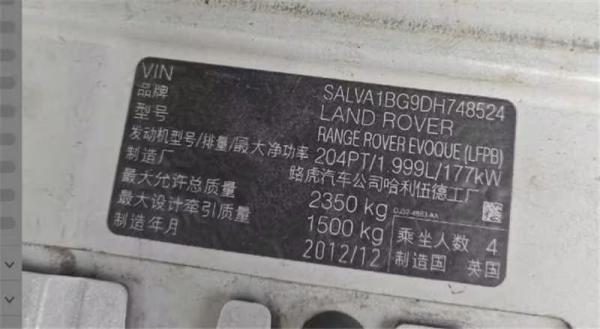 VIN SALVA1BG9DH748524
品牌 LAND ROVER
型号 RANGE ROVER EVOQUE (LFPB)
发动机型号/排量/最大净功率 204PT/1.999L/177kW
制造厂 路虎汽车公司哈利伍德工厂
最大允许总质量 2350 kg
最大设计牵引质量 1500 kg 乘坐人数 4
制造年月 2012/12 制造国 英国